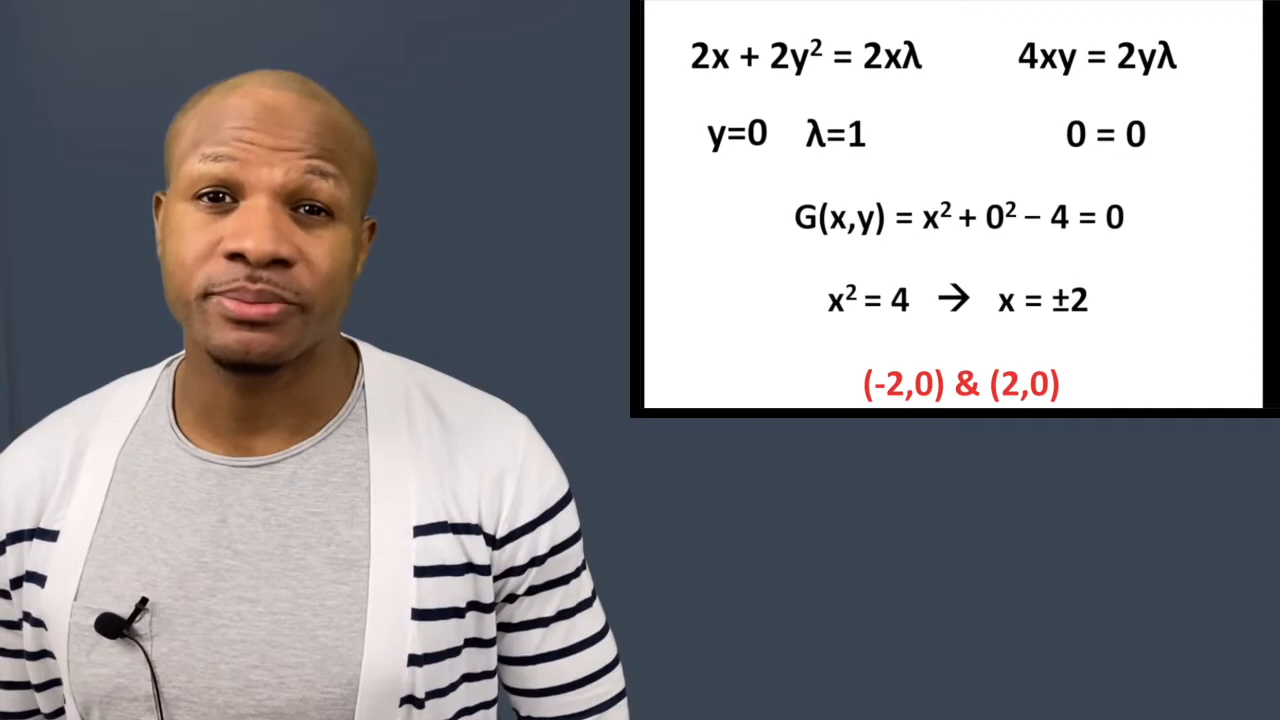 2x + 2y² = 2xλ 4xy = 2yλ
y=0 λ=1 0 = 0
G(x,y) = x² + 0² – 4 = 0
x² = 4 → x = ±2
(-2,0) & (2,0)